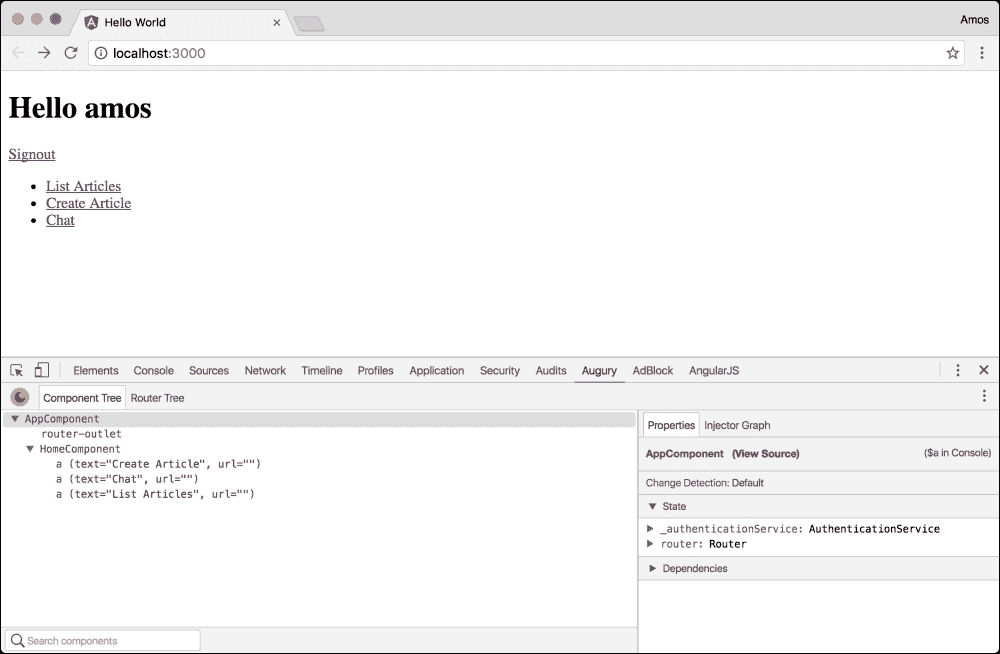 Hello World
Amos
localhost:3000
Hello amos
Signout
List Articles
Create Article
Chat
Elements Console Sources Network Timeline Profiles Application Security Audits Augury AdBlock AngularJS
Component Tree Router Tree
AppComponent
router-outlet
HomeComponent
a (text="Create Article", url="")
a (text="Chat", url="")
a (text="List Articles", url="")
Search components
Properties Injector Graph
AppComponent (View Source) ($a in Console)
Change Detection: Default
State
_authenticationService: AuthenticationService
router: Router
Dependencies